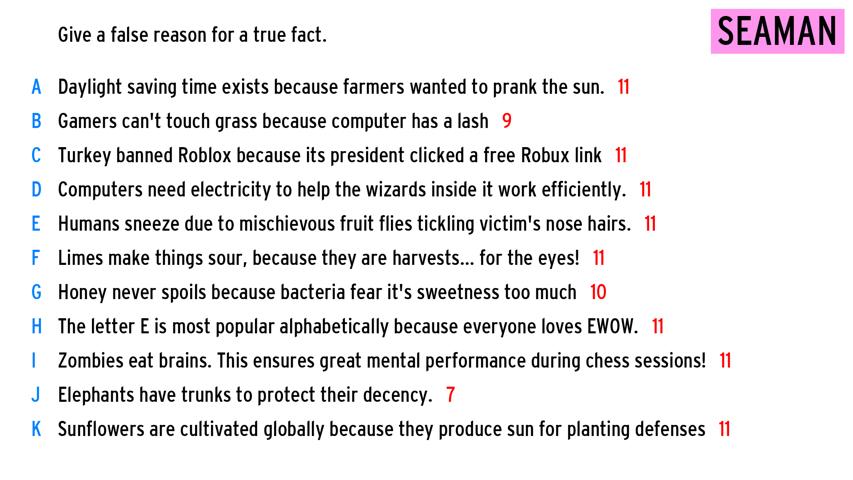 Give a false reason for a true fact.
SEAMAN
A Daylight saving time exists because farmers wanted to prank the sun. 11
B Gamers can't touch grass because computer has a lash 9
C Turkey banned Roblox because its president clicked a free Robux link 11
D Computers need electricity to help the wizards inside it work efficiently. 11
E Humans sneeze due to mischievous fruit flies tickling victim's nose hairs. 11
F Limes make things sour, because they are harvests... for the eyes! 11
G Honey never spoils because bacteria fear it's sweetness too much 10
H The letter E is most popular alphabetically because everyone loves EWOW. 11
I Zombies eat brains. This ensures great mental performance during chess sessions! 11
J Elephants have trunks to protect their decency. 7
K Sunflowers are cultivated globally because they produce sun for planting defenses 11